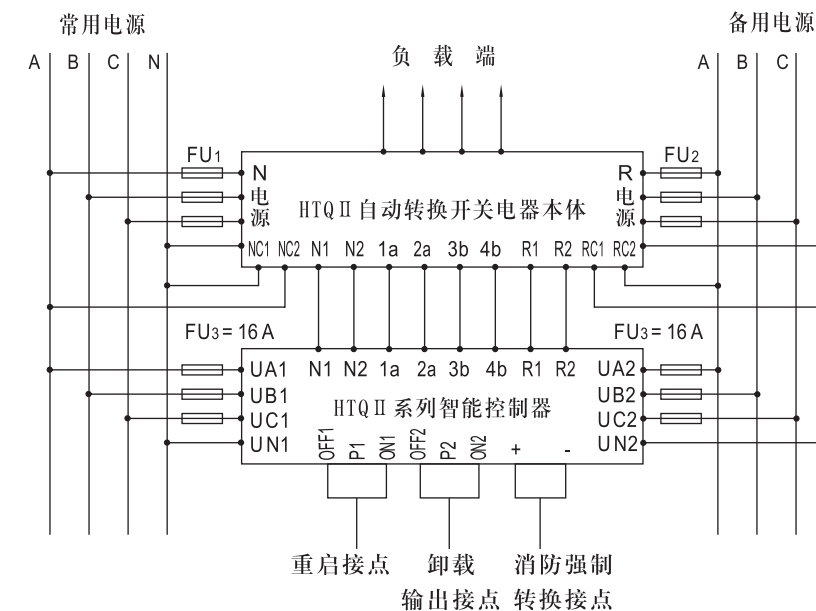 常用电源
备用电源
A B C N
A B C
负 载 端
FU1
FU2
N
电
源
R
电
源
HTQⅡ自动转换开关电器本体
NC1 NC2 N1 N2 1a 2a 3b 4b R1 R2 RC1 RC2
FU3=16A
FU3=16A
N1 N2 1a 2a 3b 4b R1 R2
UA1
UB1
UC1
UN1
UA2
UB2
UC2
UN2
HTQⅡ系列智能控制器
OFF1 P1 ON1 OFF2 P2 ON2 + -
重启接点
卸载
输出接点
消防强制
转换接点